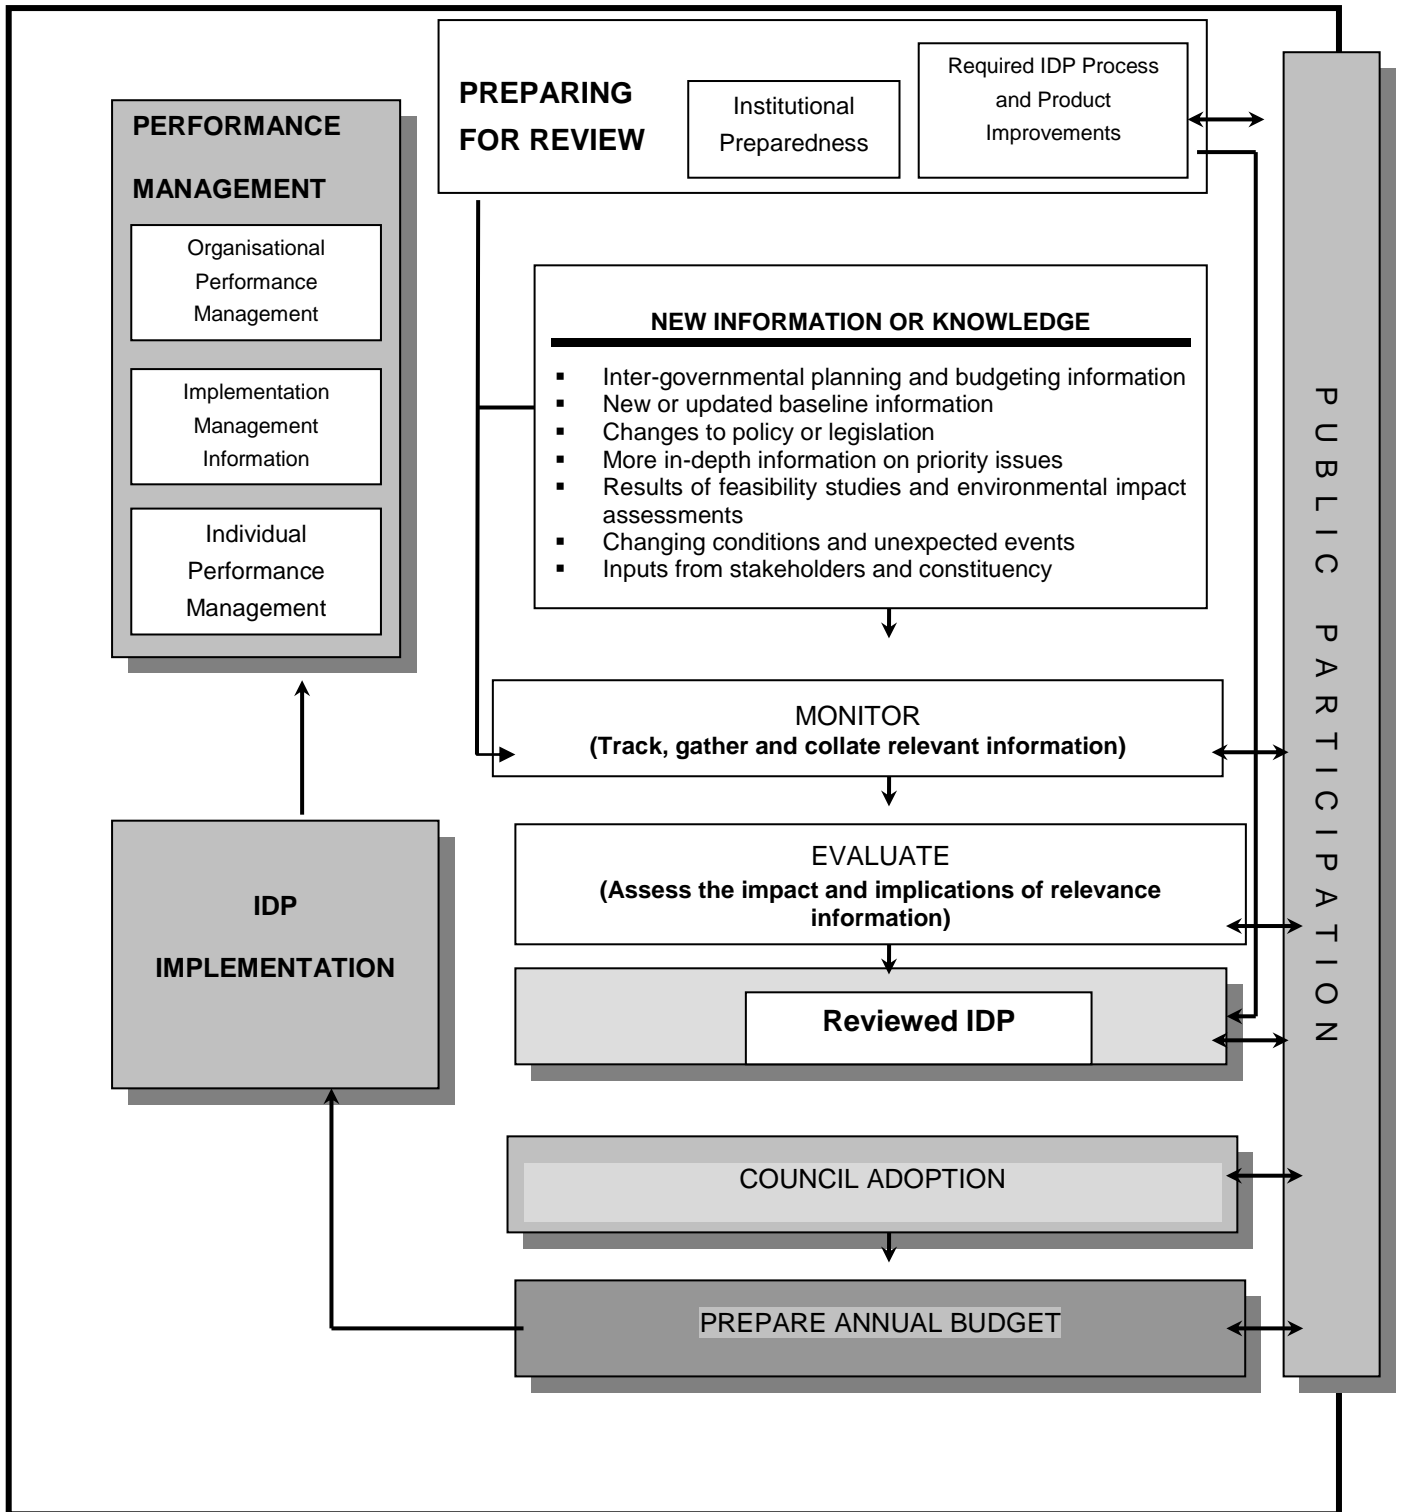 PREPARING
FOR REVIEW
Institutional
Preparedness
Required IDP Process
and Product
Improvements
PERFORMANCE
MANAGEMENT
Organisational
Performance
Management
Implementation
Management
Information
Individual
Performance
Management
NEW INFORMATION OR KNOWLEDGE
▪ Inter-governmental planning and budgeting information
▪ New or updated baseline information
▪ Changes to policy or legislation
▪ More in-depth information on priority issues
▪ Results of feasibility studies and environmental impact
assessments
▪ Changing conditions and unexpected events
▪ Inputs from stakeholders and constituency
MONITOR
(Track, gather and collate relevant information)
EVALUATE
(Assess the impact and implications of relevance
information)
Reviewed IDP
IDP
IMPLEMENTATION
COUNCIL ADOPTION
PREPARE ANNUAL BUDGET
PUBLIC PARTICIPATION